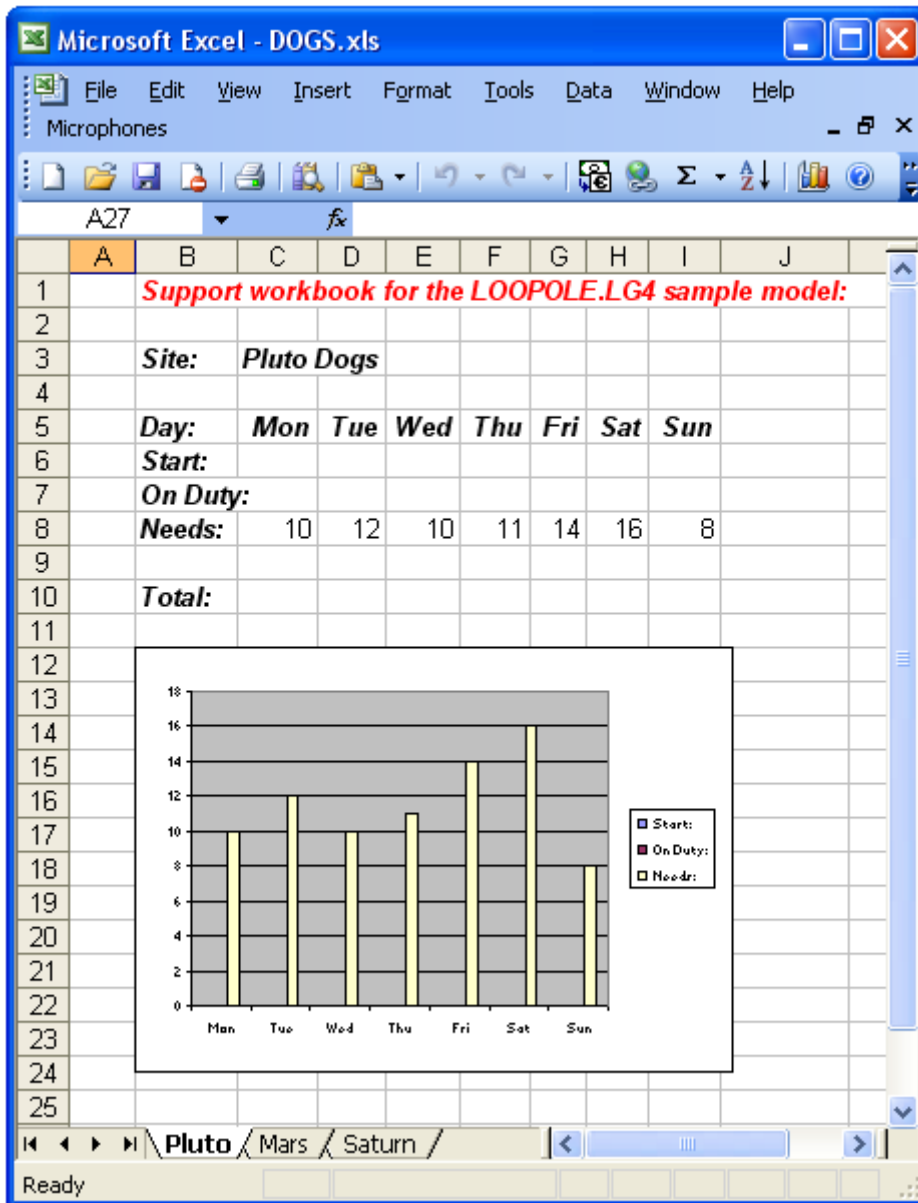 Microsoft Excel - DOGS.xls
File Edit View Insert Format Tools Data Window Help
Microphones
A27 fx
A B C D E F G H I J
1 Support workbook for the LOOPOLE.LG4 sample model:
2
3 Site: Pluto Dogs
4
5 Day: Mon Tue Wed Thu Fri Sat Sun
6 Start:
7 On Duty:
8 Needs: 10 12 10 11 14 16 8
9
10 Total:
11
12
13
14
15
16
17
18
19
20
21
22
23
24
25
18
16
14
12
10
8
6
4
2
0
Mon Tue Wed Thu Fri Sat Sun
Start:
On Duty:
Needs:
Pluto Mars Saturn
Ready